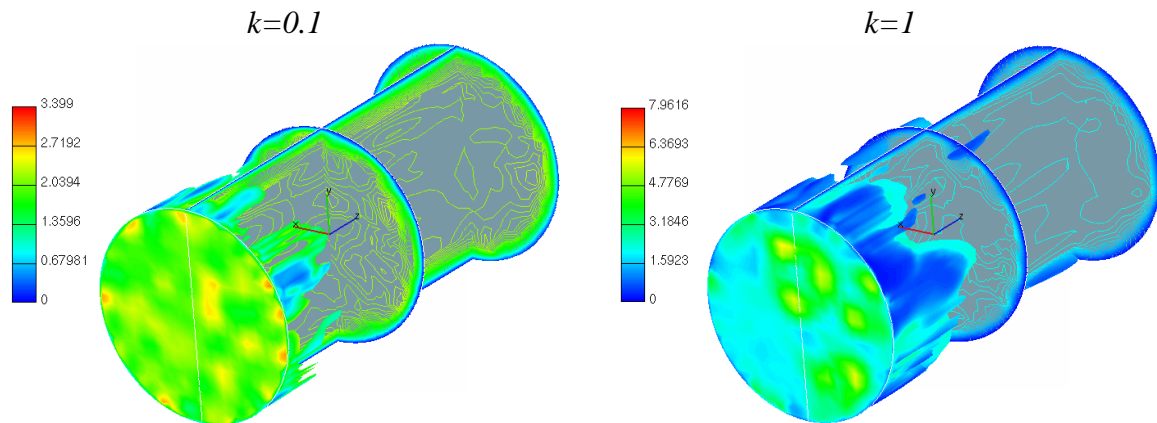 k=0.1
k=1
3.399
2.7192
2.0394
1.3596
0.67981
0
7.9616
6.3693
4.7769
3.1846
1.5923
0
y
x
z
y
x
z